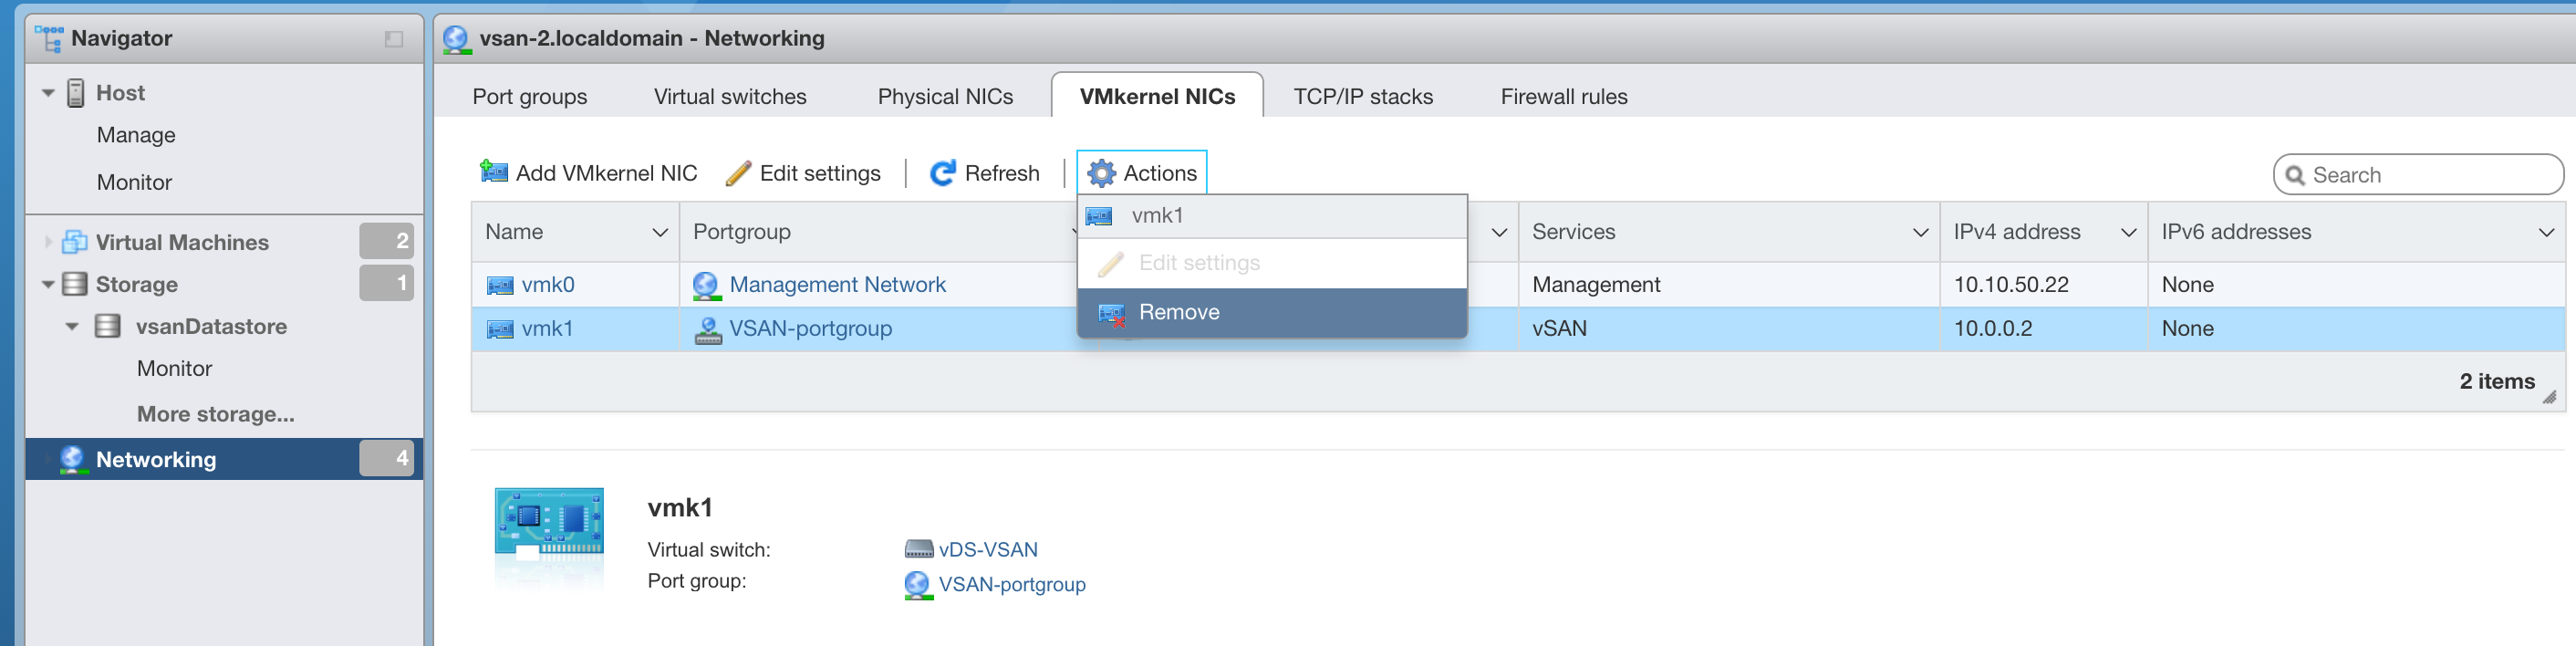 Navigator
Host
Manage
Monitor
Virtual Machines 2
Storage 1
vsanDatastore
Monitor
More storage...
Networking 4
vsan-2.localdomain - Networking
Port groups Virtual switches Physical NICs VMkernel NICs TCP/IP stacks Firewall rules
Add VMkernel NIC Edit settings Refresh Actions Search
vmk1
Edit settings
Remove
Name Portgroup Services IPv4 address IPv6 addresses
vmk0 Management Network Management 10.10.50.22 None
vmk1 VSAN-portgroup vSAN 10.0.0.2 None
2 items
vmk1
Virtual switch: vDS-VSAN
Port group: VSAN-portgroup